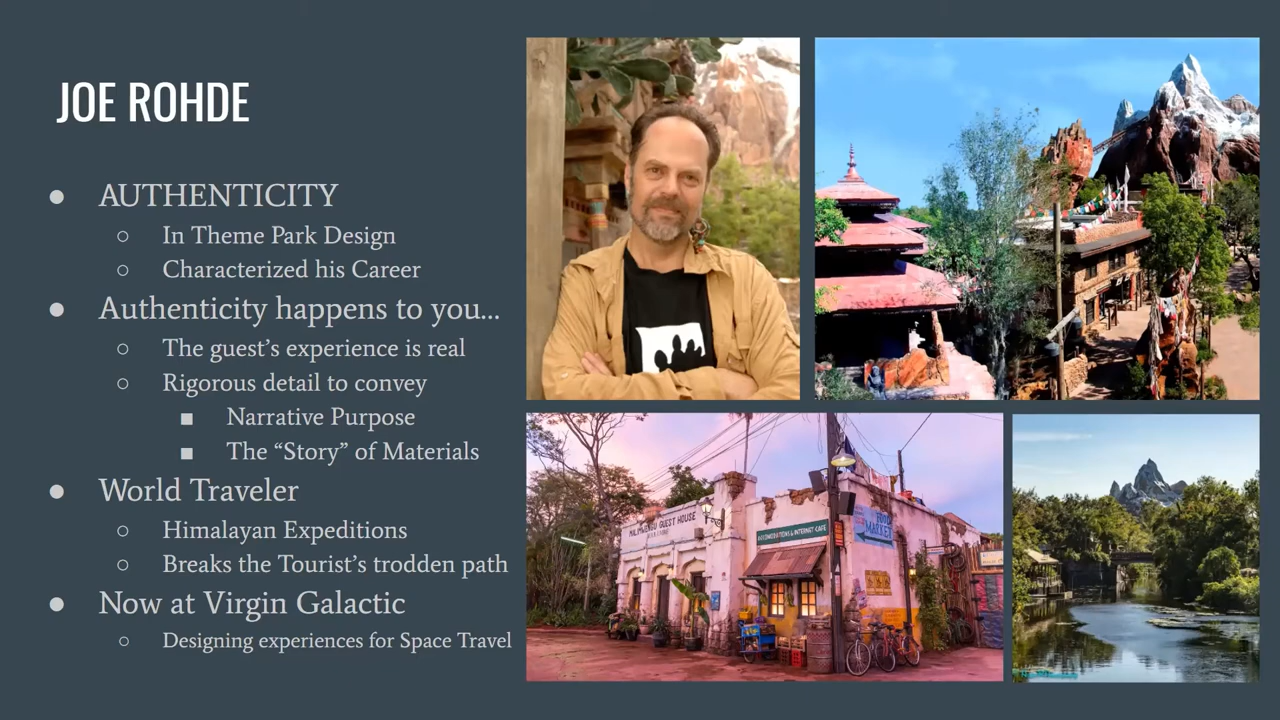 JOE ROHDE
● AUTHENTICITY
○ In Theme Park Design
○ Characterized his Career
● Authenticity happens to you...
○ The guest's experience is real
○ Rigorous detail to convey
■ Narrative Purpose
■ The “Story” of Materials
● World Traveler
○ Himalayan Expeditions
○ Breaks the Tourist's trodden path
● Now at Virgin Galactic
○ Designing experiences for Space Travel
GUEST HOUSE
& INTERNET CAFE
FOOD
MARKET